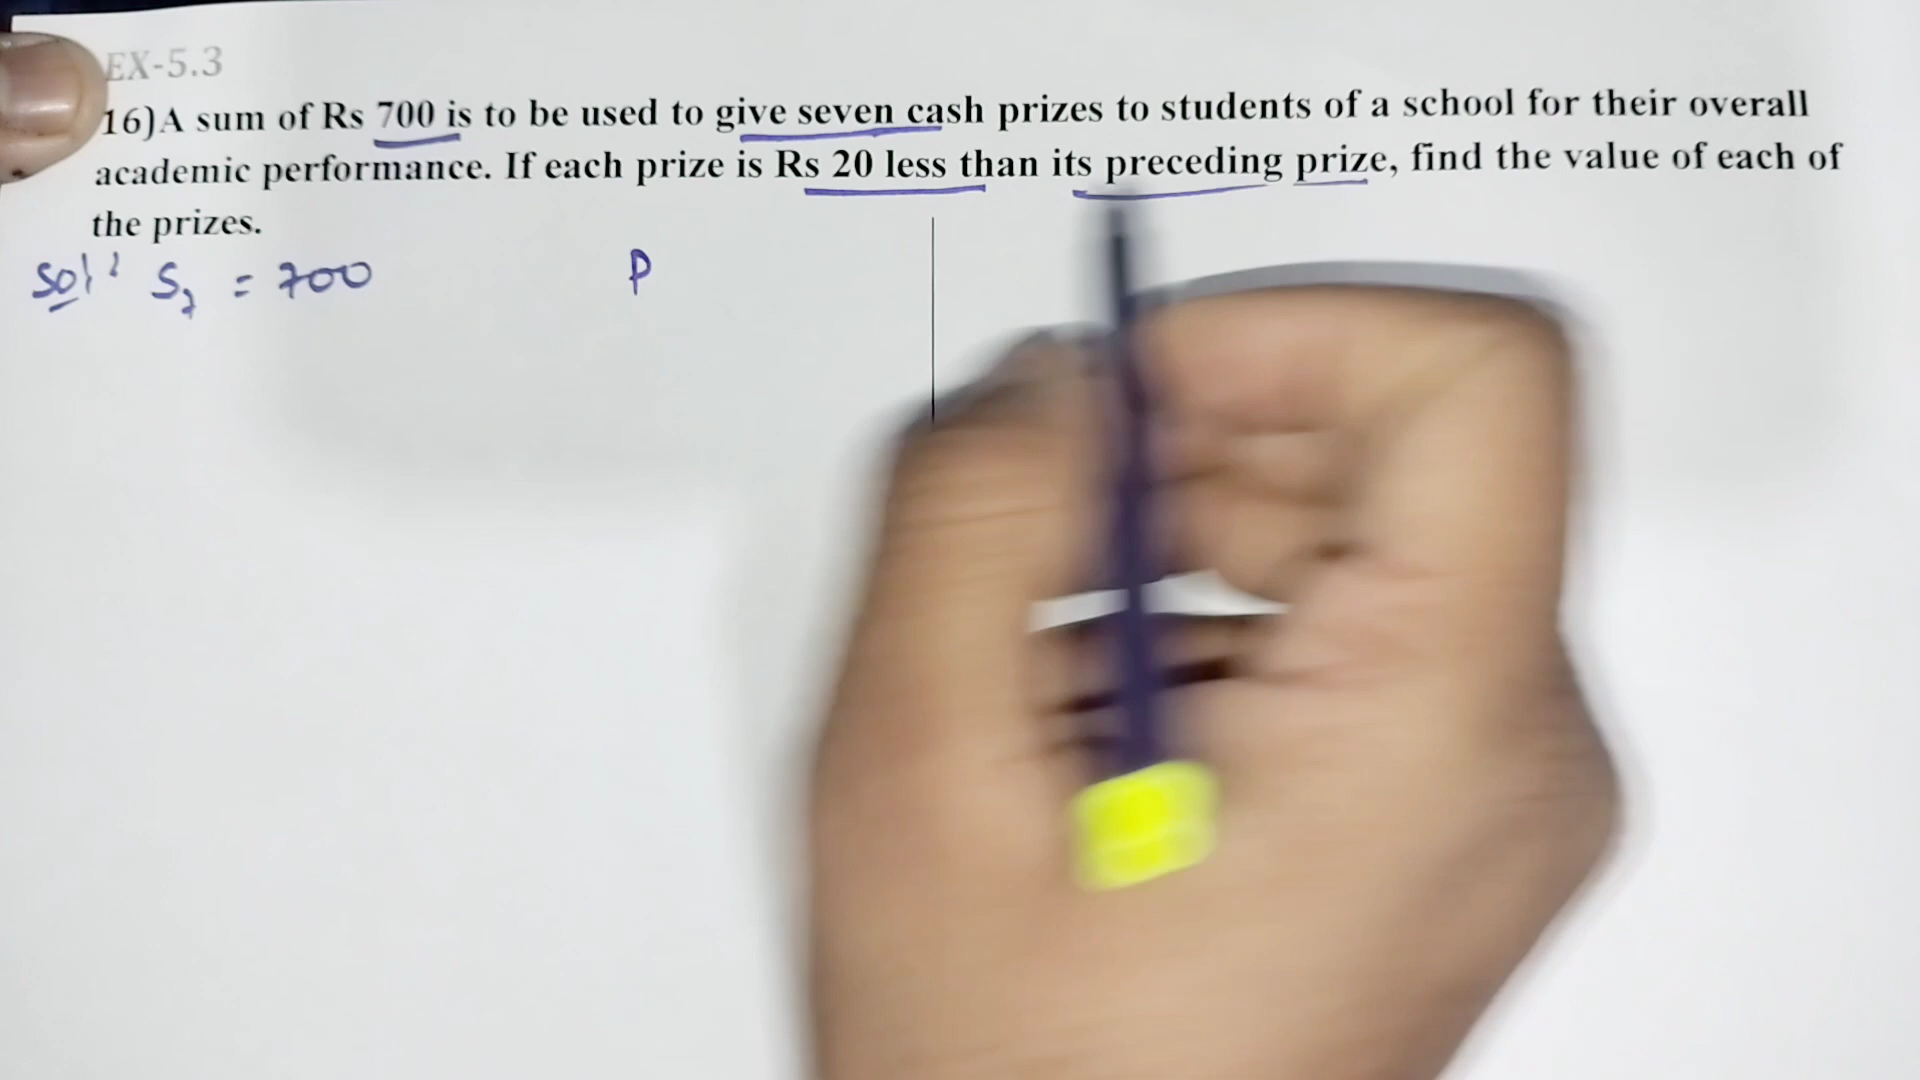 EX-5.3
16)A sum of Rs 700 is to be used to give seven cash prizes to students of a school for their overall
academic performance. If each prize is Rs 20 less than its preceding prize, find the value of each of
the prizes.
Sol: S₇ = 700 P